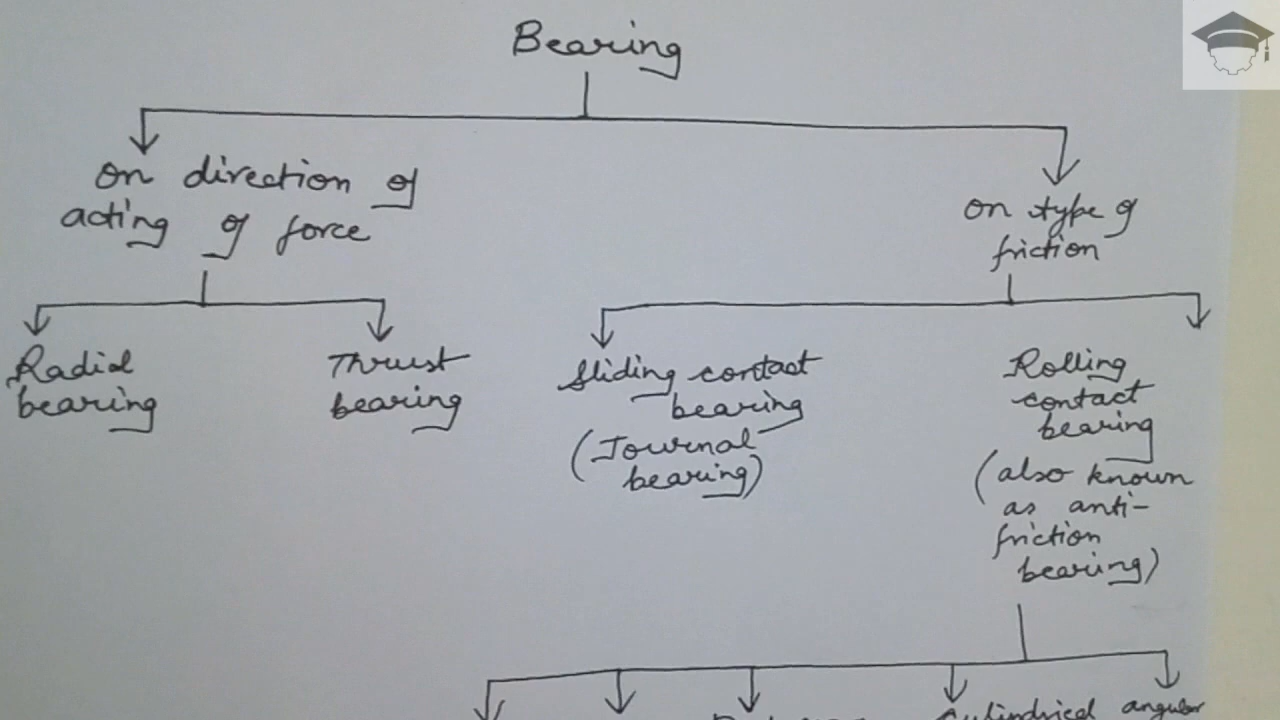 Bearing
on direction of
acting of force
on type of
friction
Radial
bearing
Thrust
bearing
Sliding contact
bearing
(Journal
bearing)
Rolling
contact
bearing
(also known
as anti-
friction
bearing)
Cylindrical
angular